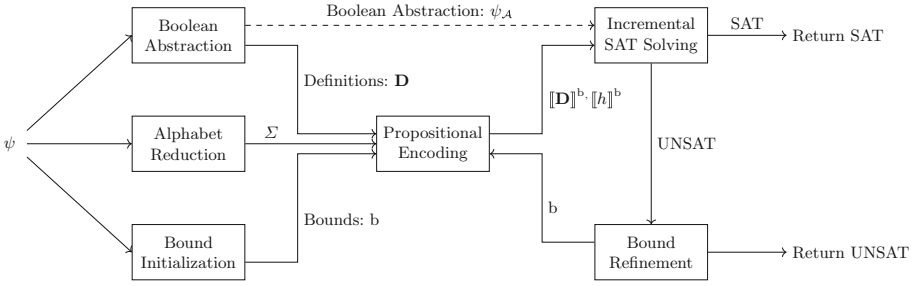 Boolean Abstraction: ψ𝒜
Boolean
Abstraction
Incremental
SAT Solving
SAT
Return SAT
Definitions: D
⟦D⟧ᵇ, ⟦h⟧ᵇ
ψ
Alphabet
Reduction
Σ
Propositional
Encoding
UNSAT
Bounds: b
b
Bound
Initialization
Bound
Refinement
Return UNSAT